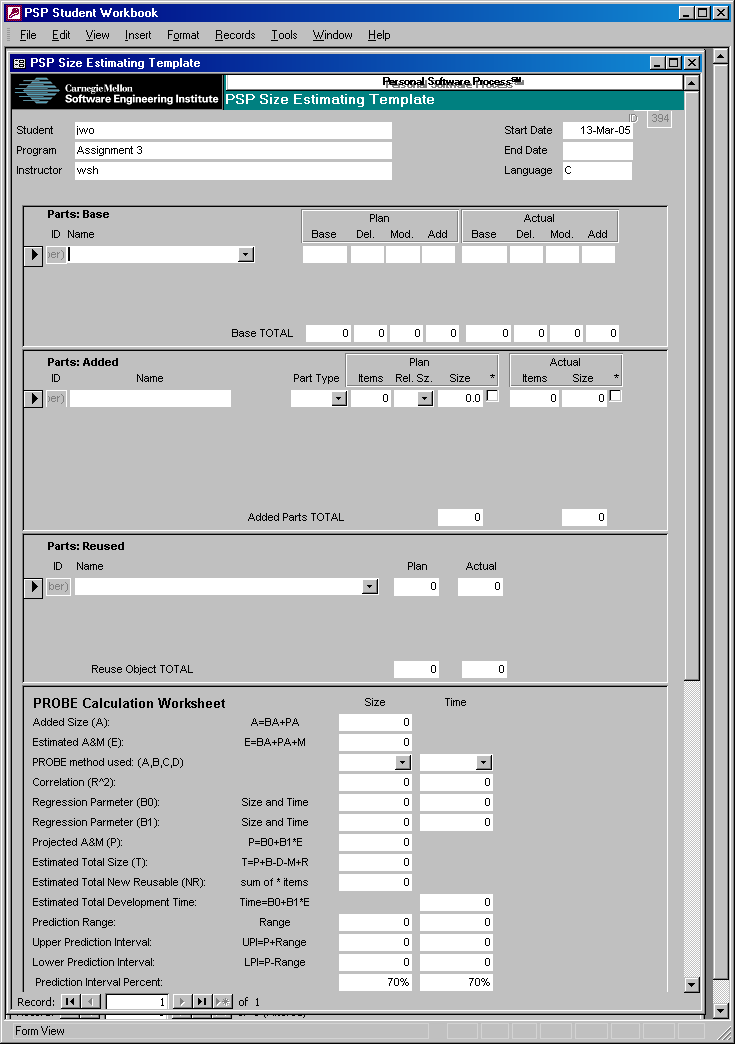 PSP Student Workbook
File Edit View Insert Format Records Tools Window Help
PSP Size Estimating Template
Personal Software Process℠
CarnegieMellon
Software Engineering Institute
PSP Size Estimating Template
ID 394
Student jwo Start Date 13-Mar-05
Program Assignment 3 End Date
Instructor wsh Language C
Parts: Base Plan Actual
ID Name Base Del. Mod. Add Base Del. Mod. Add
ber)
Base TOTAL 0 0 0 0 0 0 0 0
Parts: Added Plan Actual
ID Name Part Type Items Rel. Sz. Size * Items Size *
ber) 0 0.0 0 0
Added Parts TOTAL 0 0
Parts: Reused
ID Name Plan Actual
ber) 0 0
Reuse Object TOTAL 0 0
PROBE Calculation Worksheet Size Time
Added Size (A): A=BA+PA 0
Estimated A&M (E): E=BA+PA+M 0
PROBE method used: (A,B,C,D)
Correlation (R^2): 0 0
Regression Parmeter (B0): Size and Time 0 0
Regression Parmeter (B1): Size and Time 0 0
Projected A&M (P): P=B0+B1*E 0
Estimated Total Size (T): T=P+B-D-M+R 0
Estimated Total New Reusable (NR): sum of * items 0
Estimated Total Development Time: Time=B0+B1*E 0
Prediction Range: Range 0 0
Upper Prediction Interval: UPI=P+Range 0 0
Lower Prediction Interval: LPI=P-Range 0 0
Prediction Interval Percent: 70% 70%
Record: 1 of 1
Form View